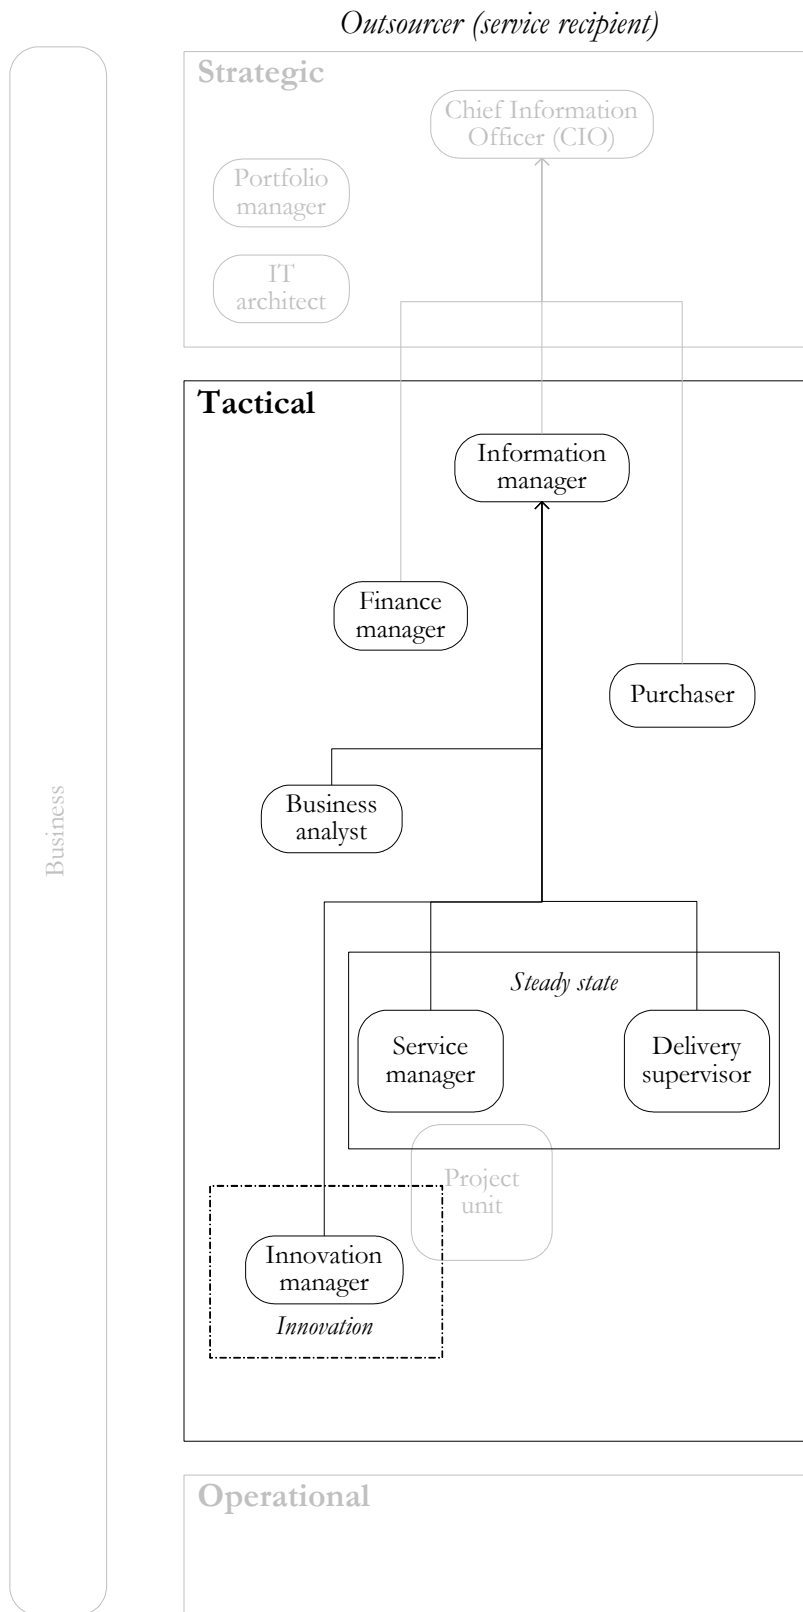 Outsourcer (service recipient)
Strategic
Chief Information
Officer (CIO)
Portfolio
manager
IT
architect
Tactical
Information
manager
Finance
manager
Purchaser
Business
analyst
Business
Steady state
Service
manager
Delivery
supervisor
Project
unit
Innovation
manager
Innovation
Operational